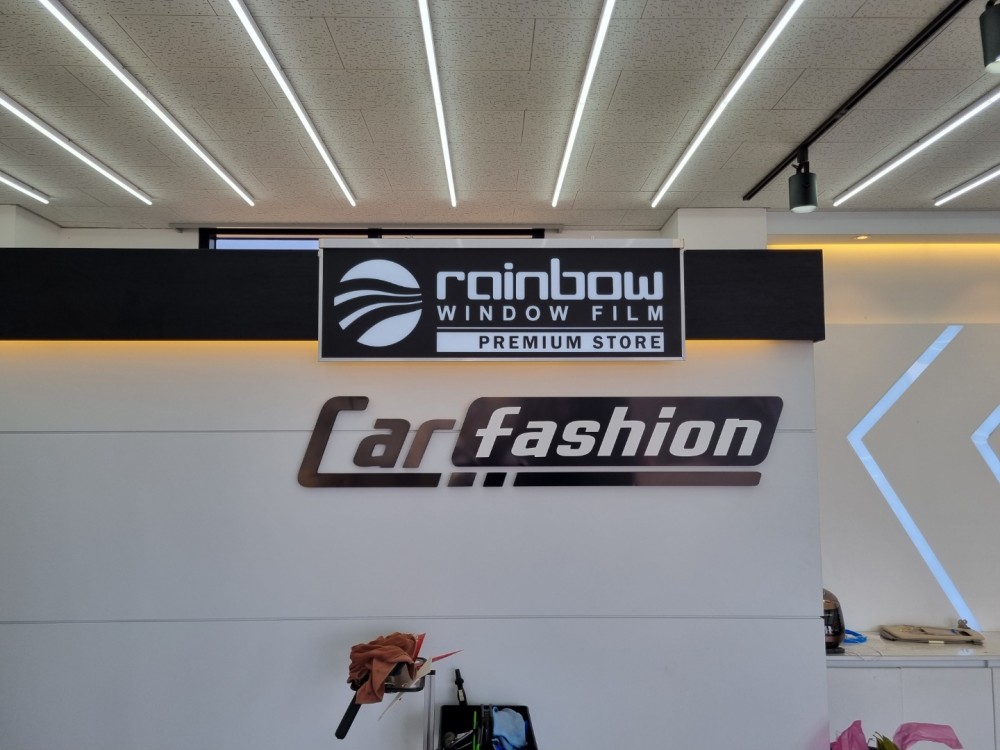 rainbow
WINDOW FILM
PREMIUM STORE
Car fashion